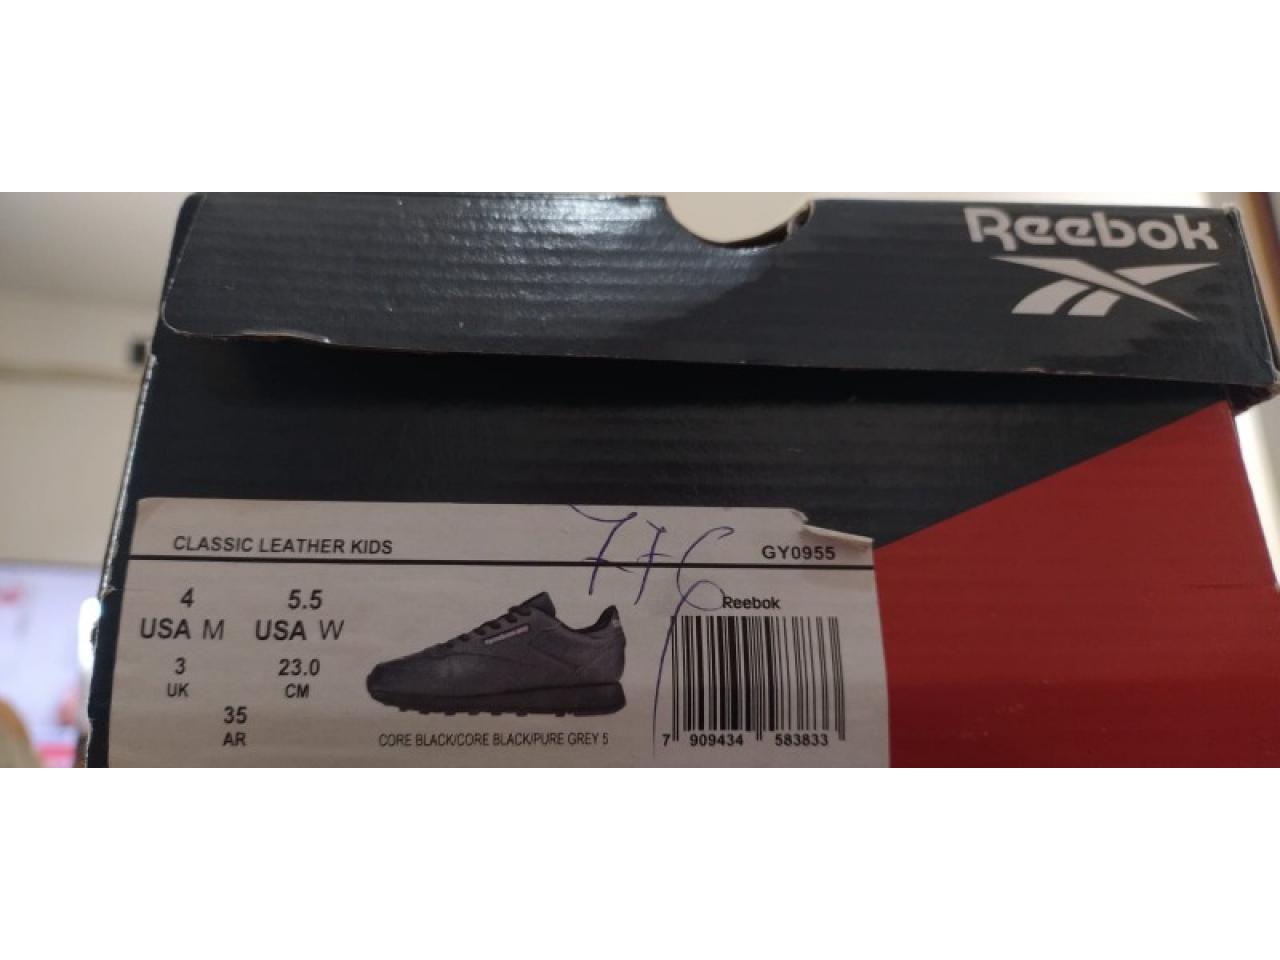 Reebok
CLASSIC LEATHER KIDS
GY0955
4
USA M
5.5
USA W
3
UK
23.0
CM
35
AR
CORE BLACK/CORE BLACK/PURE GREY 5
Reebok
7 909434 583833